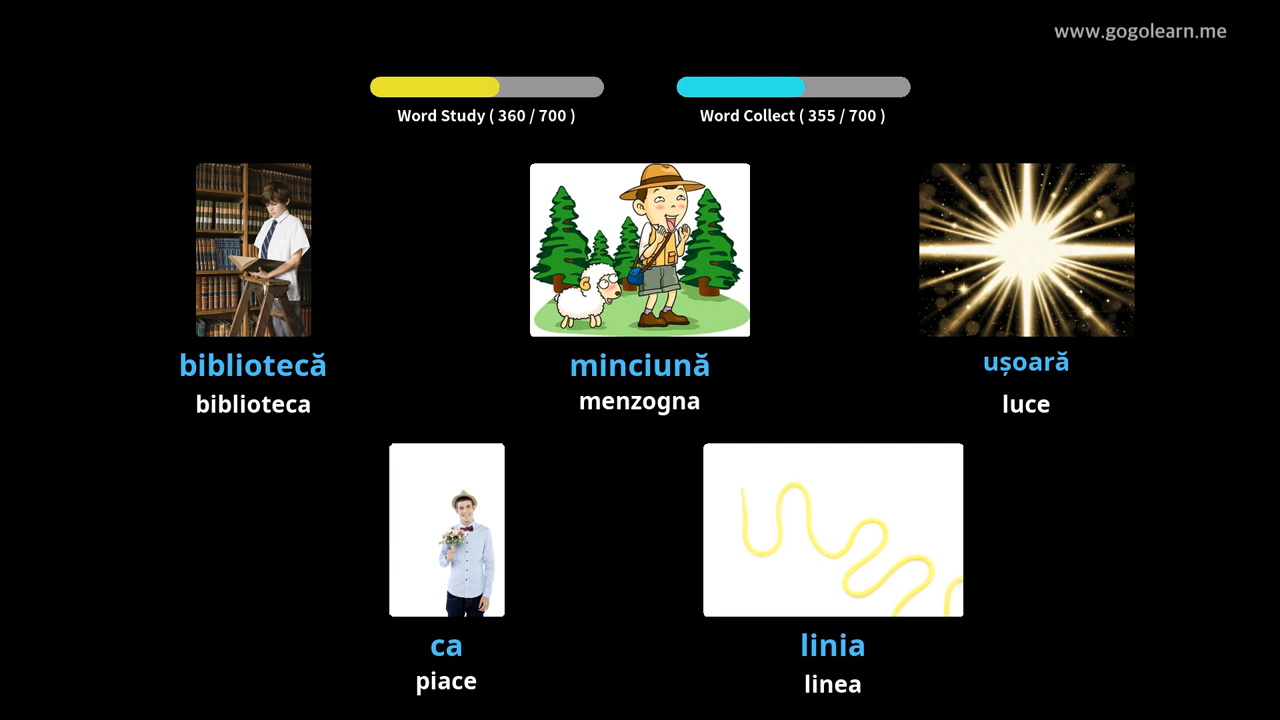 www.gogolearn.me
Word Study ( 360 / 700 )
Word Collect ( 355 / 700 )
bibliotecă
biblioteca
minciună
menzogna
ușoară
luce
ca
piace
linia
linea